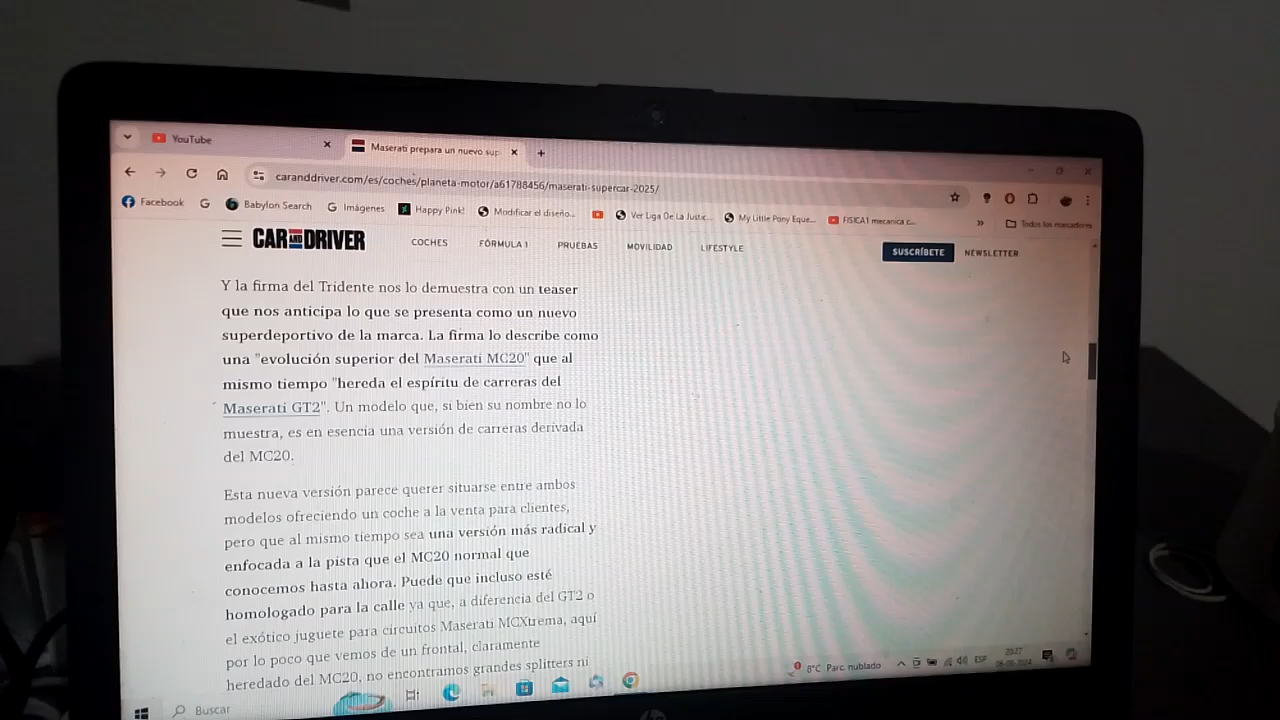 YouTube
Maserati prepara un nuevo sup
caranddriver.com/es/coches/planeta-motor/a61788456/maserati-supercar-2025/
Facebook
Babylon Search
Imágenes
Happy Pink!
Modificar el diseño...
Ver Liga De La Justic...
My Little Pony Eque...
FISICA1 mecanica c...
»
Todos los marcadores
CAR AND DRIVER
COCHES
FÓRMULA 1
PRUEBAS
MOVILIDAD
LIFESTYLE
SUSCRÍBETE
NEWSLETTER
Y la firma del Tridente nos lo demuestra con un teaser
que nos anticipa lo que se presenta como un nuevo
superdeportivo de la marca. La firma lo describe como
una "evolución superior del Maserati MC20" que al
mismo tiempo "hereda el espíritu de carreras del
Maserati GT2". Un modelo que, si bien su nombre no lo
muestra, es en esencia una versión de carreras derivada
del MC20.
Esta nueva versión parece querer situarse entre ambos
modelos ofreciendo un coche a la venta para clientes,
pero que al mismo tiempo sea una versión más radical y
enfocada a la pista que el MC20 normal que
conocemos hasta ahora. Puede que incluso esté
homologado para la calle ya que, a diferencia del GT2 o
el exótico juguete para circuitos Maserati MCXtrema, aquí
por lo poco que vemos de un frontal, claramente
heredado del MC20, no encontramos grandes splitters ni
Buscar
8°C Parc. nublado
ESP
20:27
hp